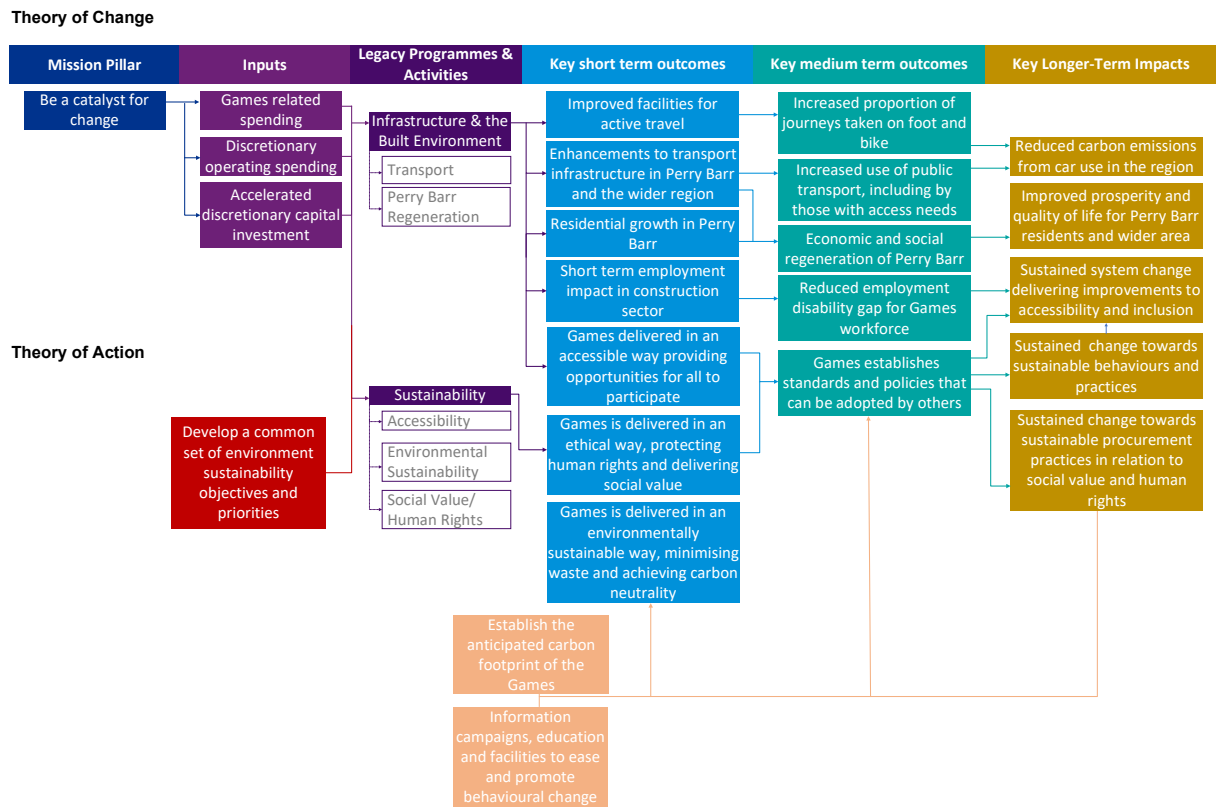 Theory of Change
Mission Pillar
Inputs
Legacy Programmes &
Activities
Key short term outcomes
Key medium term outcomes
Key Longer-Term Impacts
Be a catalyst for
change
Games related
spending
Discretionary
operating spending
Accelerated
discretionary capital
investment
Infrastructure & the
Built Environment
Transport
Perry Barr
Regeneration
Improved facilities for
active travel
Enhancements to transport
infrastructure in Perry Barr
and the wider region
Residential growth in Perry
Barr
Short term employment
impact in construction
sector
Games delivered in an
accessible way providing
opportunities for all to
participate
Games is delivered in an
ethical way, protecting
human rights and delivering
social value
Games is delivered in an
environmentally
sustainable way, minimising
waste and achieving carbon
neutrality
Increased proportion of
journeys taken on foot and
bike
Increased use of public
transport, including by
those with access needs
Economic and social
regeneration of Perry Barr
Reduced employment
disability gap for Games
workforce
Games establishes
standards and policies that
can be adopted by others
Reduced carbon emissions
from car use in the region
Improved prosperity and
quality of life for Perry Barr
residents and wider area
Sustained system change
delivering improvements to
accessibility and inclusion
Sustained change towards
sustainable behaviours and
practices
Sustained change towards
sustainable procurement
practices in relation to
social value and human
rights
Theory of Action
Develop a common
set of environment
sustainability
objectives and
priorities
Sustainability
Accessibility
Environmental
Sustainability
Social Value/
Human Rights
Establish the
anticipated carbon
footprint of the
Games
Information
campaigns, education
and facilities to ease
and promote
behavioural change